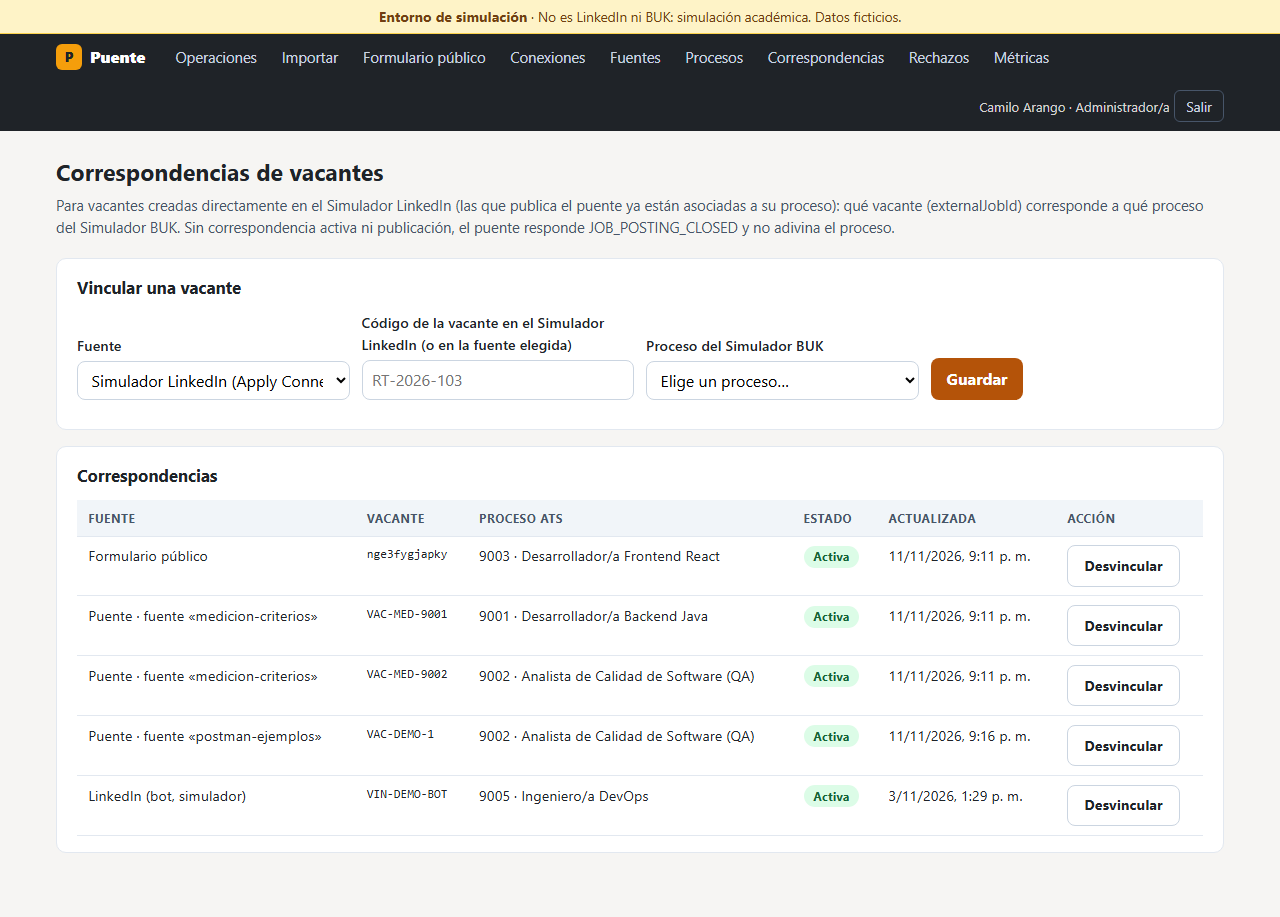 Entorno de simulación · No es LinkedIn ni BUK: simulación académica. Datos ficticios.
P Puente Operaciones Importar Formulario público Conexiones Fuentes Procesos Correspondencias Rechazos Métricas
Camilo Arango · Administrador/a Salir
Correspondencias de vacantes
Para vacantes creadas directamente en el Simulador LinkedIn (las que publica el puente ya están asociadas a su proceso): qué vacante (externalJobId) corresponde a qué proceso
del Simulador BUK. Sin correspondencia activa ni publicación, el puente responde JOB_POSTING_CLOSED y no adivina el proceso.
Vincular una vacante
Fuente
Simulador LinkedIn (Apply Conne
Código de la vacante en el Simulador
LinkedIn (o en la fuente elegida)
RT-2026-103
Proceso del Simulador BUK
Elige un proceso...
Guardar
Correspondencias
FUENTE VACANTE PROCESO ATS ESTADO ACTUALIZADA ACCIÓN
Formulario público nge3fygjapky 9003 · Desarrollador/a Frontend React Activa 11/11/2026, 9:11 p. m. Desvincular
Puente · fuente «medicion-criterios» VAC-MED-9001 9001 · Desarrollador/a Backend Java Activa 11/11/2026, 9:11 p. m. Desvincular
Puente · fuente «medicion-criterios» VAC-MED-9002 9002 · Analista de Calidad de Software (QA) Activa 11/11/2026, 9:11 p. m. Desvincular
Puente · fuente «postman-ejemplos» VAC-DEMO-1 9002 · Analista de Calidad de Software (QA) Activa 11/11/2026, 9:16 p. m. Desvincular
LinkedIn (bot, simulador) VIN-DEMO-BOT 9005 · Ingeniero/a DevOps Activa 3/11/2026, 1:29 p. m. Desvincular